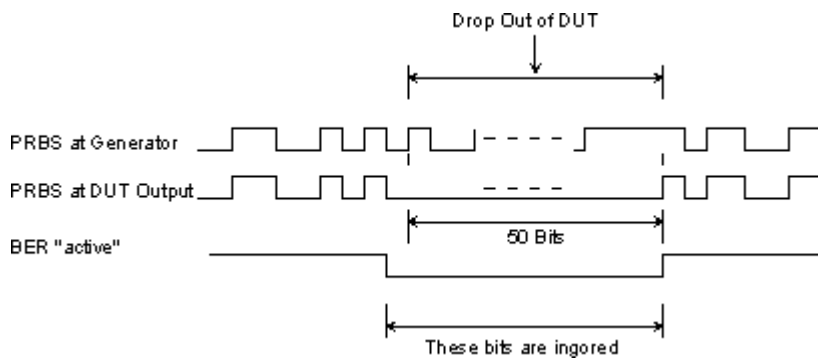 Drop Out of DUT
PRBS at Generator
PRBS at DUT Output
50 Bits
BER "active"
These bits are ingored